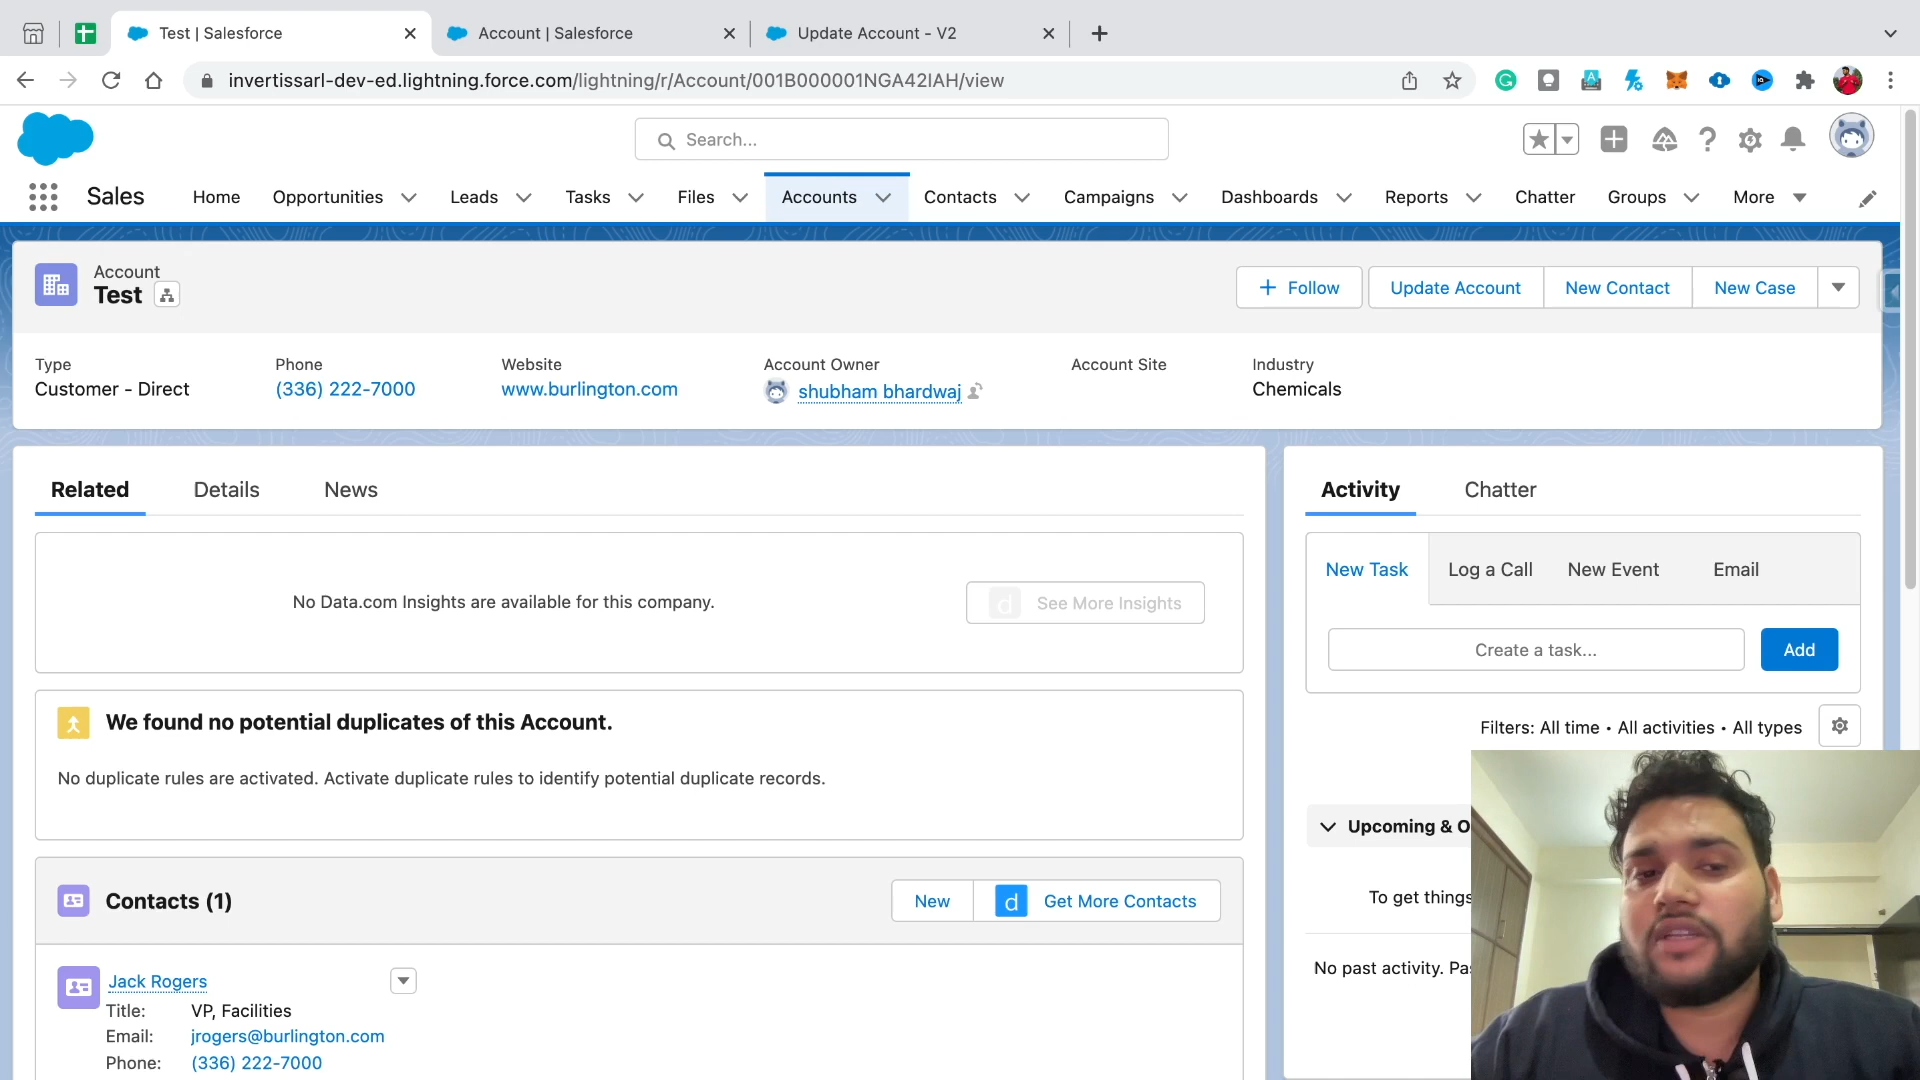 Test | Salesforce
Account | Salesforce
Update Account - V2
invertissarl-dev-ed.lightning.force.com/lightning/r/Account/001B000001NGA42IAH/view
Search...
Sales
Home
Opportunities
Leads
Tasks
Files
Accounts
Contacts
Campaigns
Dashboards
Reports
Chatter
Groups
More
Account
Test
Follow
Update Account
New Contact
New Case
Type
Customer - Direct
Phone
(336) 222-7000
Website
www.burlington.com
Account Owner
shubham bhardwaj
Account Site
Industry
Chemicals
Related
Details
News
No Data.com Insights are available for this company.
d See More Insights
We found no potential duplicates of this Account.
No duplicate rules are activated. Activate duplicate rules to identify potential duplicate records.
Contacts (1)
New
d Get More Contacts
Jack Rogers
Title: VP, Facilities
Email: jrogers@burlington.com
Phone: (336) 222-7000
Activity
Chatter
New Task
Log a Call
New Event
Email
Create a task...
Add
Filters: All time • All activities • All types
Upcoming & O
To get things
No past activity. Pa